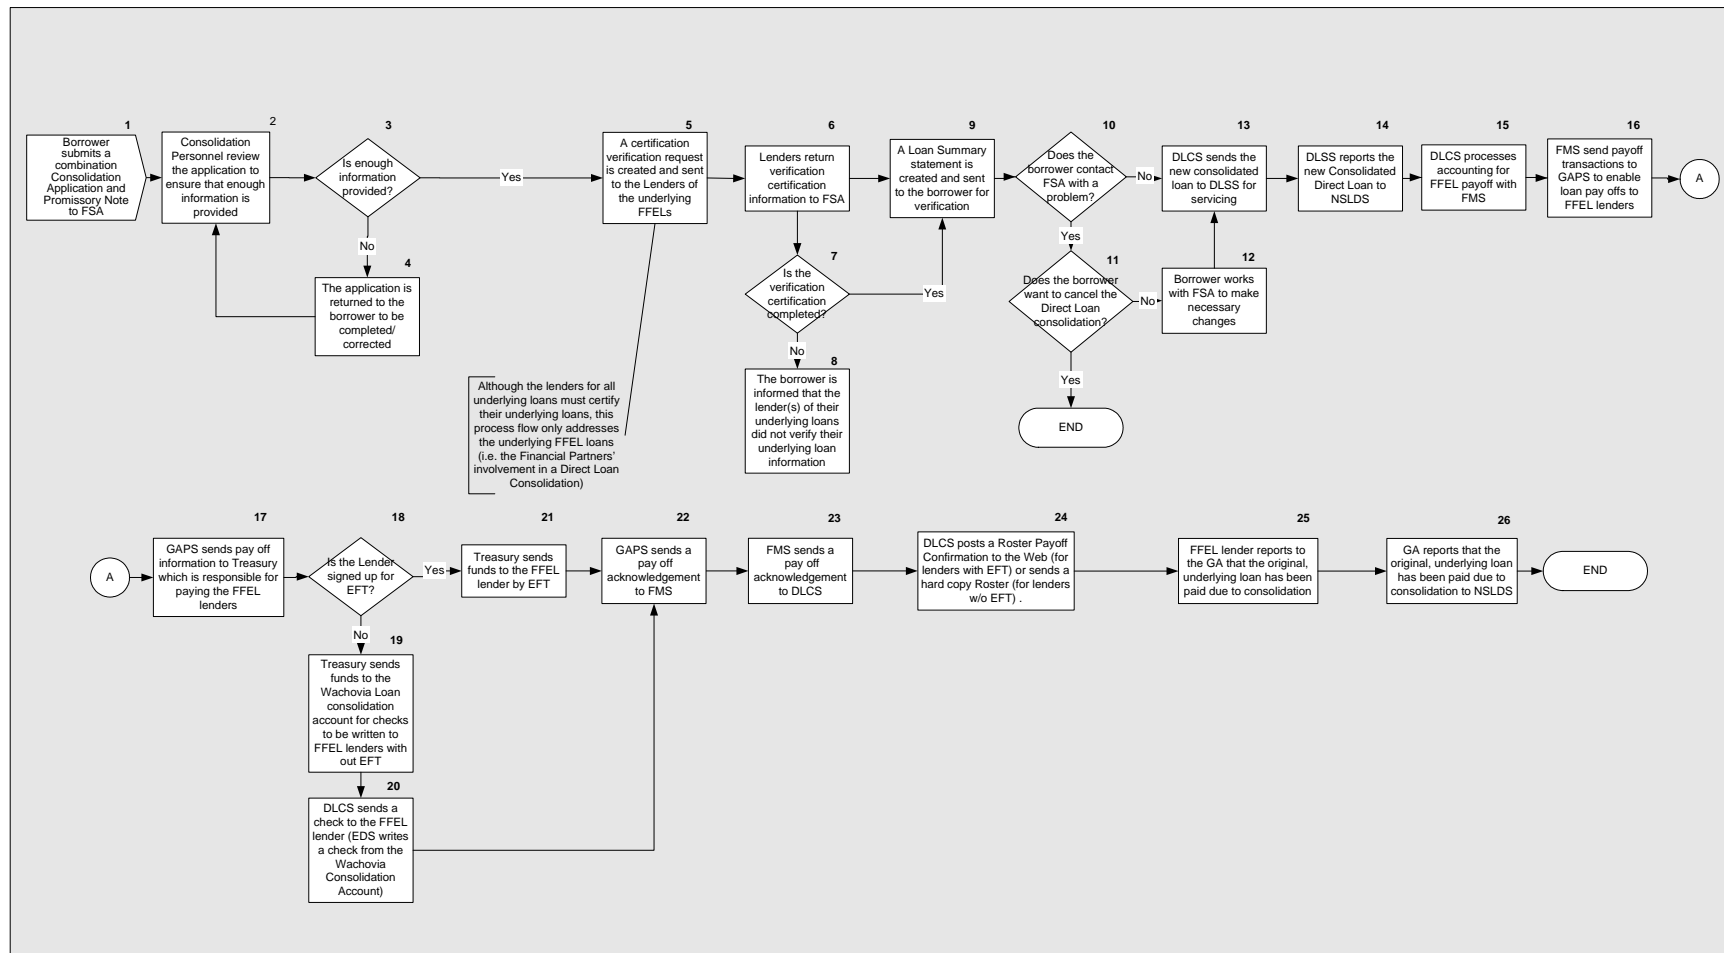 1
Borrower
submits a
combination
Consolidation
Application and
Promissory Note
to FSA
2
Consolidation
Personnel review
the application to
ensure that enough
information is
provided
3
Is enough
information
provided?
Yes
No
4
The application is
returned to the
borrower to be
completed/
corrected
5
A certification
verification request
is created and sent
to the Lenders of
the underlying
FFELs
Although the lenders for all
underlying loans must certify
their underlying loans, this
process flow only addresses
the underlying FFEL loans
(i.e. the Financial Partners'
involvement in a Direct Loan
Consolidation)
6
Lenders return
verification
certification
information to FSA
7
Is the
verification
certification
completed?
Yes
No
8
The borrower is
informed that the
lender(s) of their
underlying loans
did not verify their
underlying loan
information
9
A Loan Summary
statement is
created and sent
to the borrower for
verification
10
Does the
borrower contact
FSA with a
problem?
No
Yes
11
Does the borrower
want to cancel the
Direct Loan
consolidation?
No
Yes
END
12
Borrower works
with FSA to make
necessary
changes
13
DLCS sends the
new consolidated
loan to DLSS for
servicing
14
DLSS reports the
new Consolidated
Direct Loan to
NSLDS
15
DLCS processes
accounting for
FFEL payoff with
FMS
16
FMS send payoff
transactions to
GAPS to enable
loan pay offs to
FFEL lenders
A
A
17
GAPS sends pay off
information to Treasury
which is responsible for
paying the FFEL
lenders
18
Is the Lender
signed up for
EFT?
Yes
No
19
Treasury sends
funds to the
Wachovia Loan
consolidation
account for checks
to be written to
FFEL lenders with
out EFT
20
DLCS sends a
check to the FFEL
lender (EDS writes
a check from the
Wachovia
Consolidation
Account)
21
Treasury sends
funds to the FFEL
lender by EFT
22
GAPS sends a
pay off
acknowledgement
to FMS
23
FMS sends a
pay off
acknowledgement
to DLCS
24
DLCS posts a Roster Payoff
Confirmation to the Web (for
lenders with EFT) or sends a
hard copy Roster (for lenders
w/o EFT) .
25
FFEL lender reports to
the GA that the original,
underlying loan has been
paid due to consolidation
26
GA reports that the
original, underlying loan
has been paid due to
consolidation to NSLDS
END